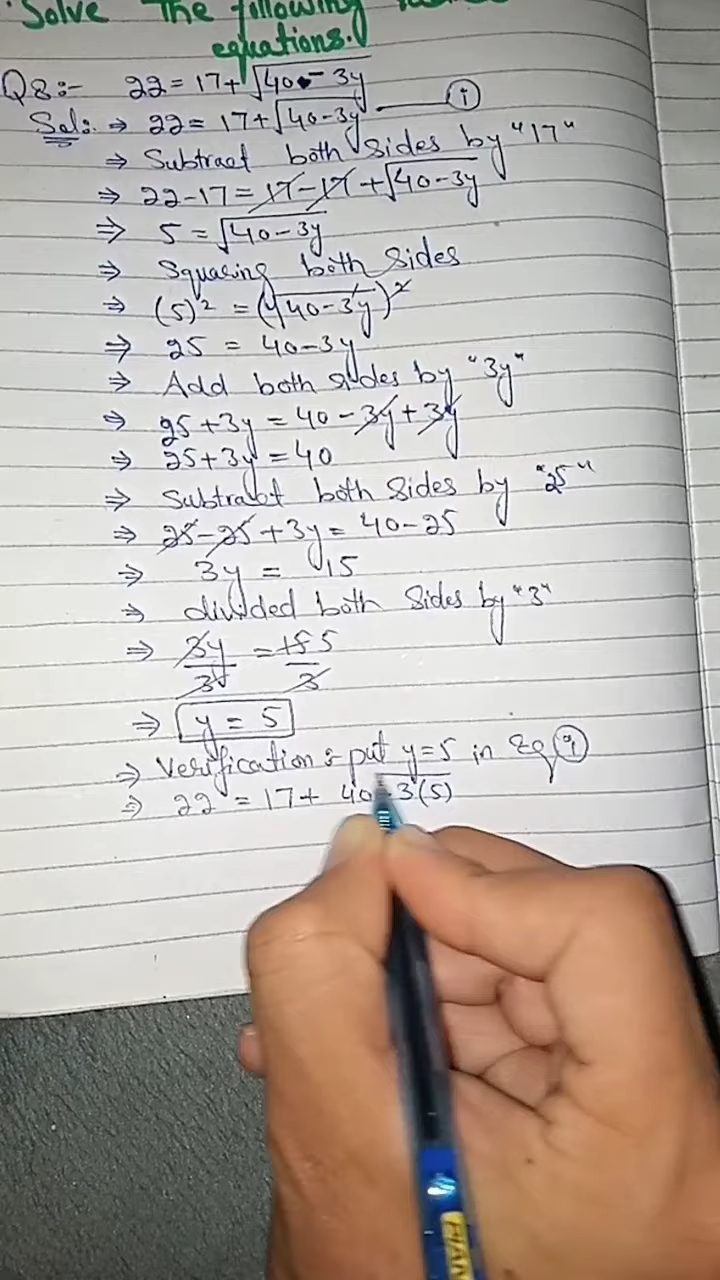 Solve The following
equations.
Q8:- 22 = 17 + √40 - 3y
Sol: ⇒ 22 = 17 + √40-3y — (i)
⇒ Subtract both sides by "17"
⇒ 22-17 = 17-17 + √40-3y
⇒ 5 = √40-3y
⇒ Squaring both sides
⇒ (5)² = (√40-3y)²
⇒ 25 = 40-3y
⇒ Add both sides by "3y"
⇒ 25+3y = 40-3y+3y
⇒ 25+3y = 40
⇒ Subtract both sides by "25"
⇒ 25-25+3y = 40-25
⇒ 3y = 15
⇒ divided both sides by "3"
⇒ 3y/3 = 15 5/3
⇒ y = 5
⇒ Verification : put y=5 in Eq (i)
⇒ 22 = 17 + 40-3(5)